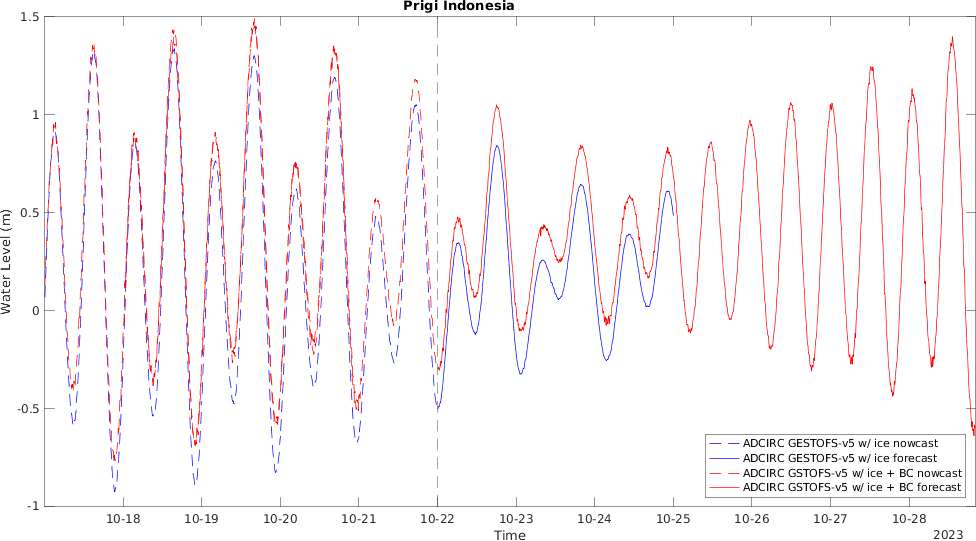 Prigi Indonesia
1.5
1
0.5
0
-0.5
-1
Water Level (m)
10-18 10-19 10-20 10-21 10-22 10-23 10-24 10-25 10-26 10-27 10-28
Time
2023
ADCIRC GESTOFS-v5 w/ ice nowcast
ADCIRC GESTOFS-v5 w/ ice forecast
ADCIRC GSTOFS-v5 w/ ice + BC nowcast
ADCIRC GSTOFS-v5 w/ ice + BC forecast